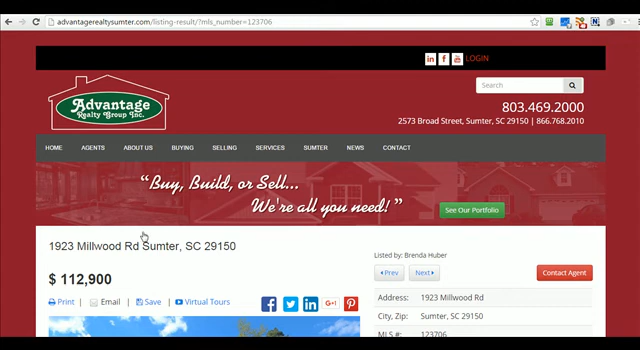 advantagerealtysumter.com/listing-result/?mls_number=123706
LOGIN
Advantage
Realty Group Inc.
Search
803.469.2000
2573 Broad Street, Sumter, SC 29150 | 866.768.2010
HOME AGENTS ABOUT US BUYING SELLING SERVICES SUMTER NEWS CONTACT
“Buy, Build, or Sell...
We're all you need!”
See Our Portfolio
1923 Millwood Rd Sumter, SC 29150
$ 112,900
Print | Email | Save | Virtual Tours
Listed by: Brenda Huber
Prev Next Contact Agent
Address: 1923 Millwood Rd
City, Zip: Sumter, SC 29150
MLS #: 123706